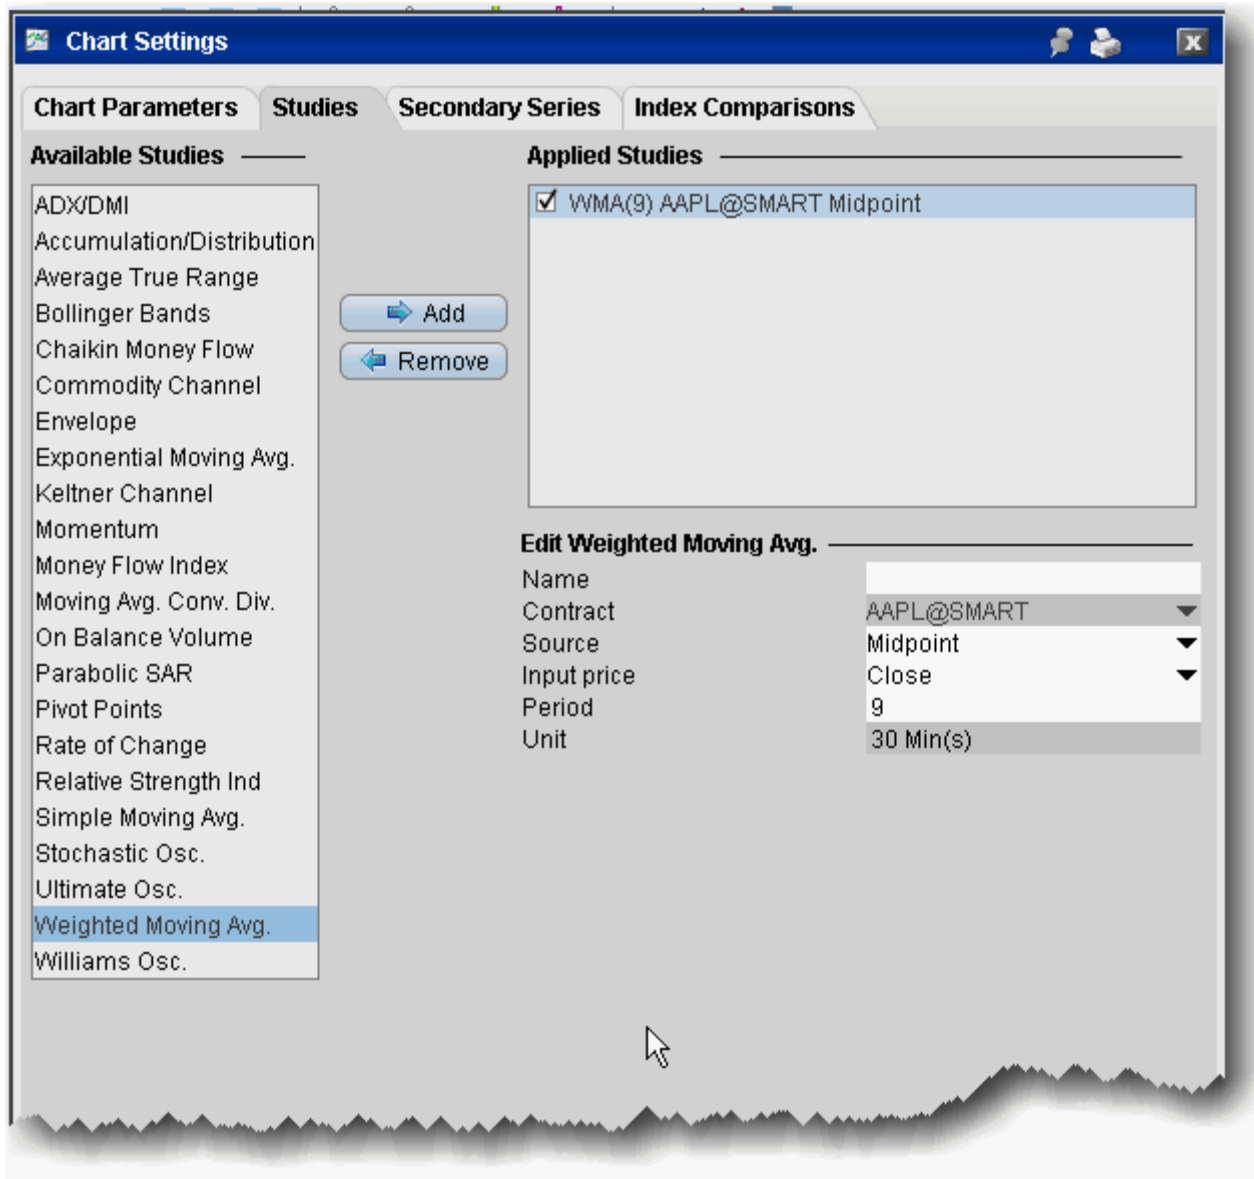 Chart Settings
Chart Parameters
Studies
Secondary Series
Index Comparisons
Available Studies
ADX/DMI
Accumulation/Distribution
Average True Range
Bollinger Bands
Chaikin Money Flow
Commodity Channel
Envelope
Exponential Moving Avg.
Keltner Channel
Momentum
Money Flow Index
Moving Avg. Conv. Div.
On Balance Volume
Parabolic SAR
Pivot Points
Rate of Change
Relative Strength Ind
Simple Moving Avg.
Stochastic Osc.
Ultimate Osc.
Weighted Moving Avg.
Williams Osc.
Add
Remove
Applied Studies
WMA(9) AAPL@SMART Midpoint
Edit Weighted Moving Avg.
Name
Contract AAPL@SMART
Source Midpoint
Input price Close
Period 9
Unit 30 Min(s)